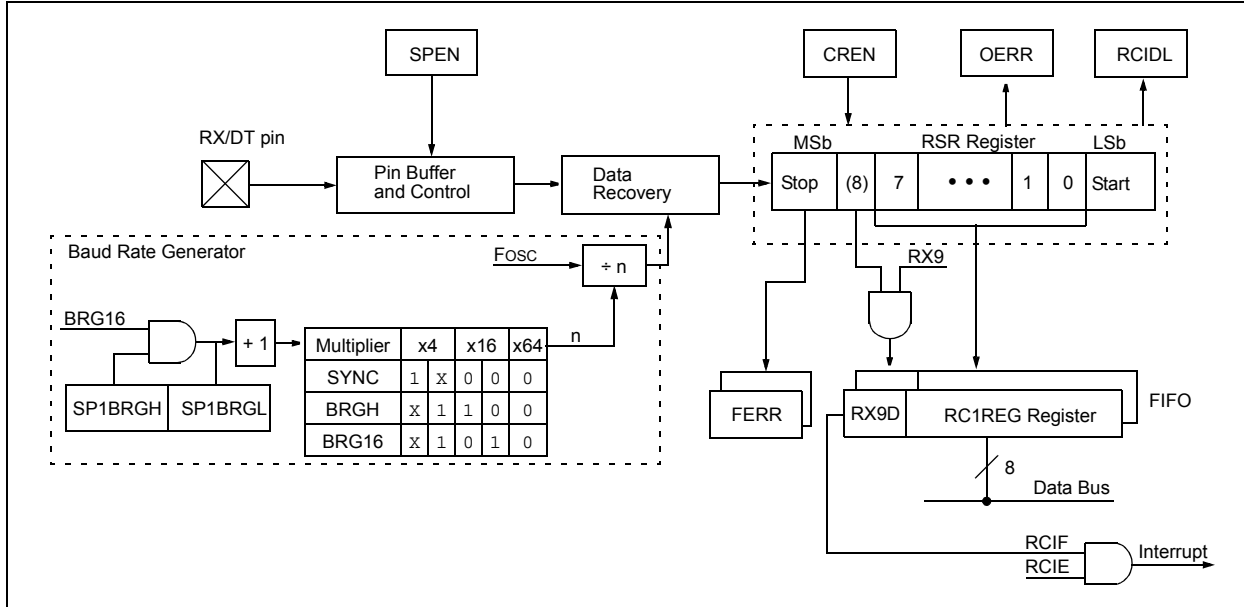 SPEN
CREN
OERR
RCIDL
RX/DT pin
Pin Buffer
and Control
Data
Recovery
MSb
RSR Register
LSb
Stop
(8)
7
• • •
1
0
Start
Baud Rate Generator
FOSC
÷ n
RX9
BRG16
+ 1
n
Multiplier x4 x16 x64
SYNC 1 X 0 0 0
BRGH X 1 1 0 0
BRG16 X 1 0 1 0
SP1BRGH
SP1BRGL
FERR
RX9D
RC1REG Register
FIFO
8
Data Bus
RCIF
RCIE
Interrupt